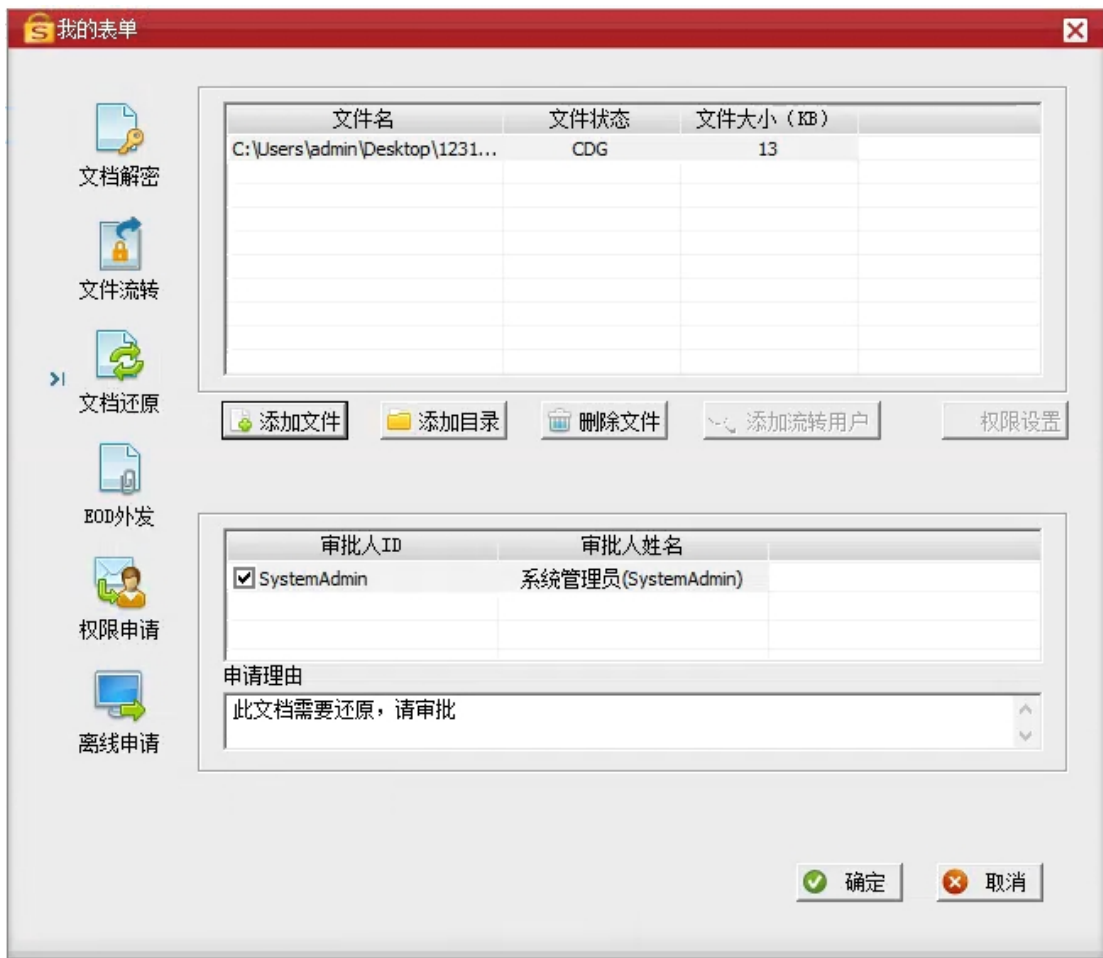 我的表单
文档解密
文件流转
文档还原
EOD外发
权限申请
离线申请
文件名 文件状态 文件大小（KB）
C:\Users\admin\Desktop\1231... CDG 13
添加文件 添加目录 删除文件 添加流转用户 权限设置
审批人ID 审批人姓名
SystemAdmin 系统管理员(SystemAdmin)
申请理由
此文档需要还原，请审批
确定 取消